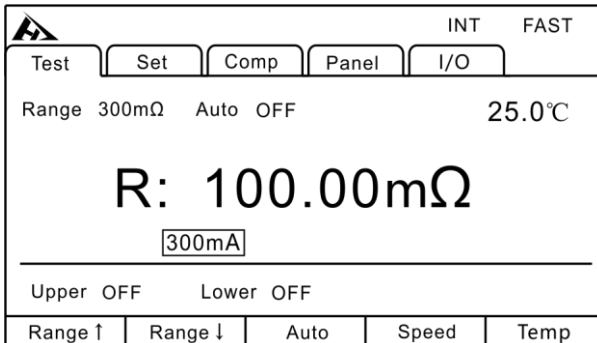 INT FAST
Test Set Comp Panel I/O
Range 300mΩ Auto OFF 25.0℃
R: 100.00mΩ
300mA
Upper OFF Lower OFF
Range↑ Range↓ Auto Speed Temp